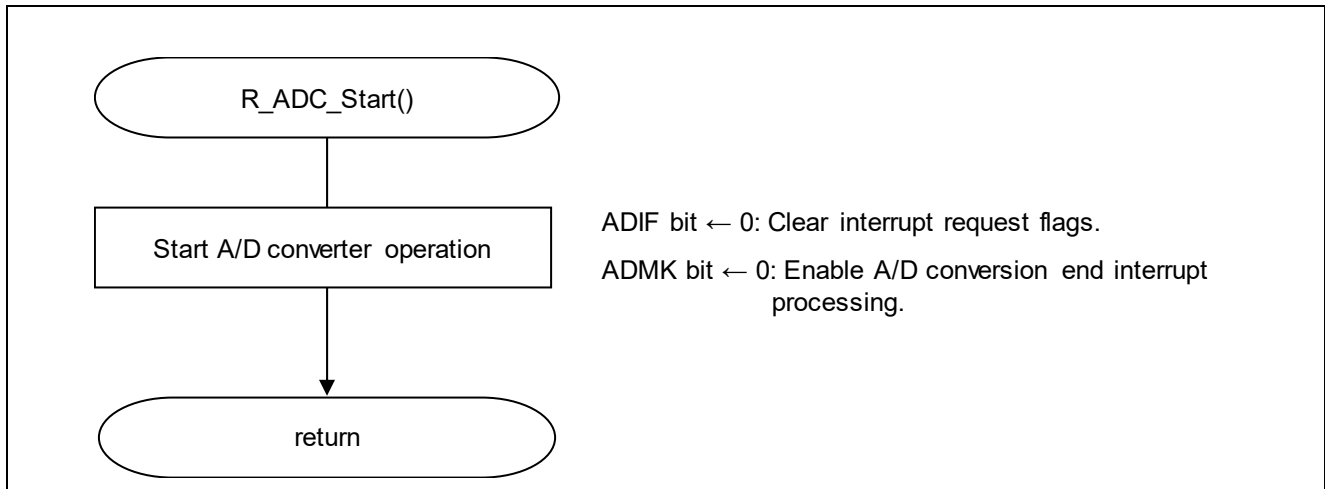 R_ADC_Start()
Start A/D converter operation
ADIF bit ← 0: Clear interrupt request flags.
ADMK bit ← 0: Enable A/D conversion end interrupt
processing.
return